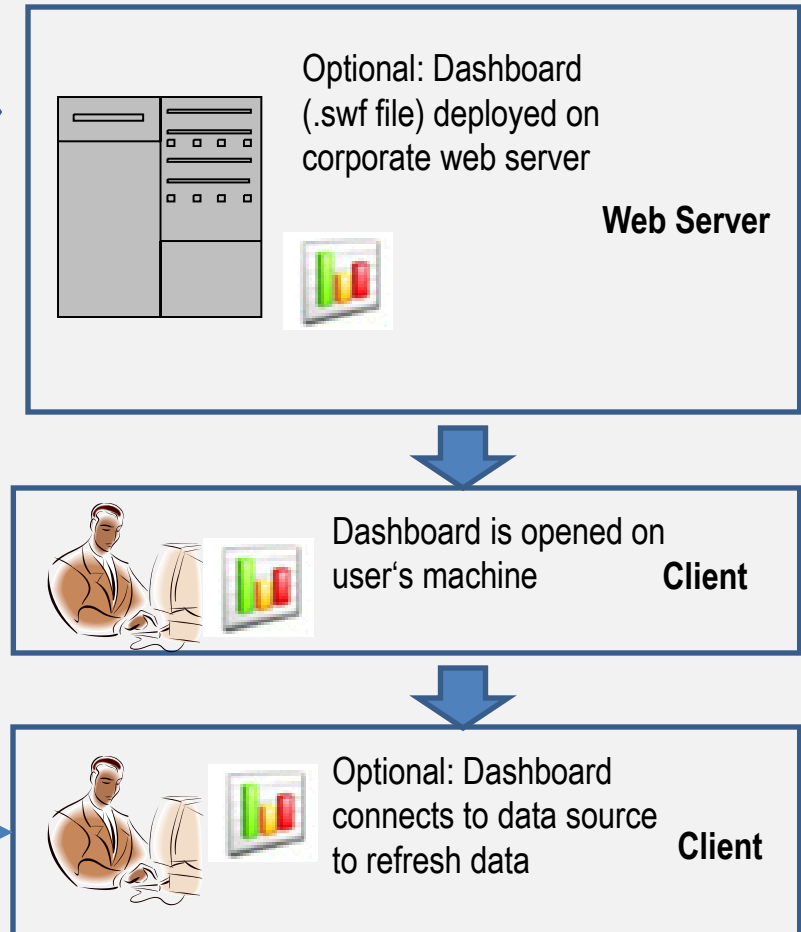 Optional: Dashboard
(.swf file) deployed on
corporate web server
Web Server
Dashboard is opened on
user‘s machine
Client
Optional: Dashboard
connects to data source
to refresh data
Client